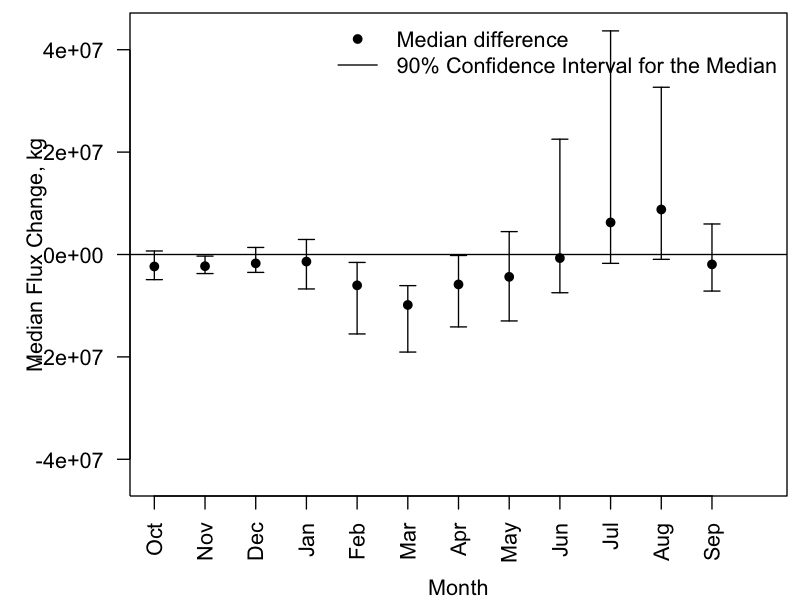 Median difference
90% Confidence Interval for the Median
Median Flux Change, kg
4e+07
2e+07
0e+00
-2e+07
-4e+07
Oct
Nov
Dec
Jan
Feb
Mar
Apr
May
Jun
Jul
Aug
Sep
Month